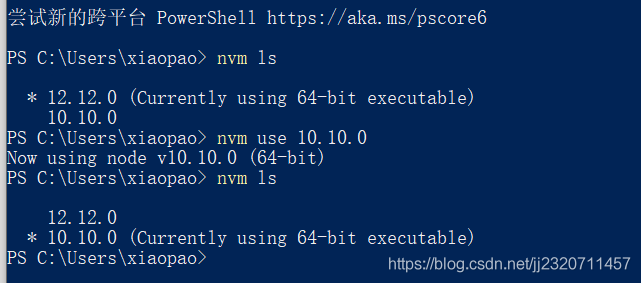 尝试新的跨平台 PowerShell https://aka.ms/pscore6
PS C:\Users\xiaopao> nvm ls
* 12.12.0 (Currently using 64-bit executable)
10.10.0
PS C:\Users\xiaopao> nvm use 10.10.0
Now using node v10.10.0 (64-bit)
PS C:\Users\xiaopao> nvm ls
12.12.0
* 10.10.0 (Currently using 64-bit executable)
PS C:\Users\xiaopao>
https://blog.csdn.net/jj2320711457